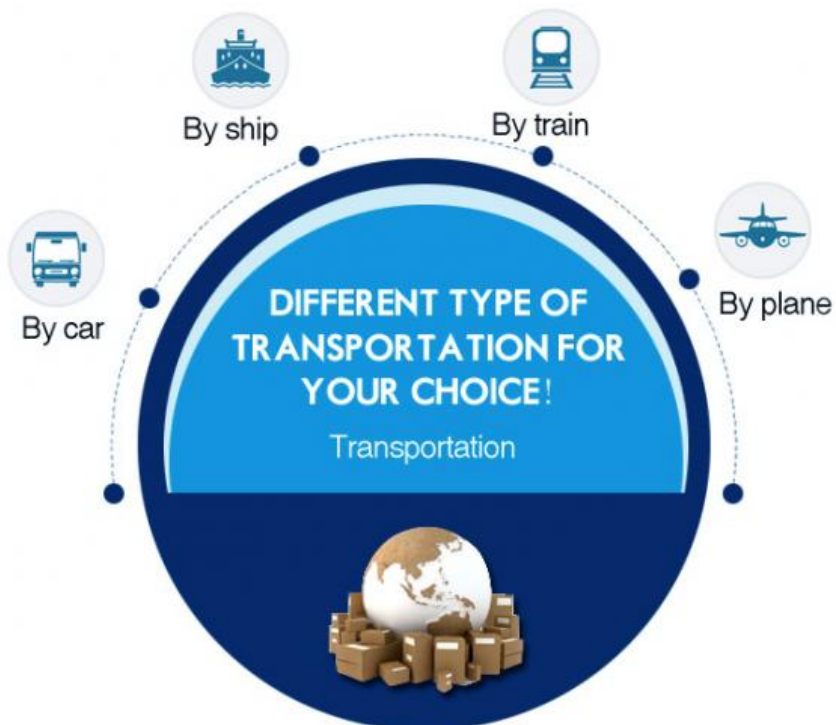 By ship
By train
By car
By plane
DIFFERENT TYPE OF
TRANSPORTATION FOR
YOUR CHOICE!
Transportation